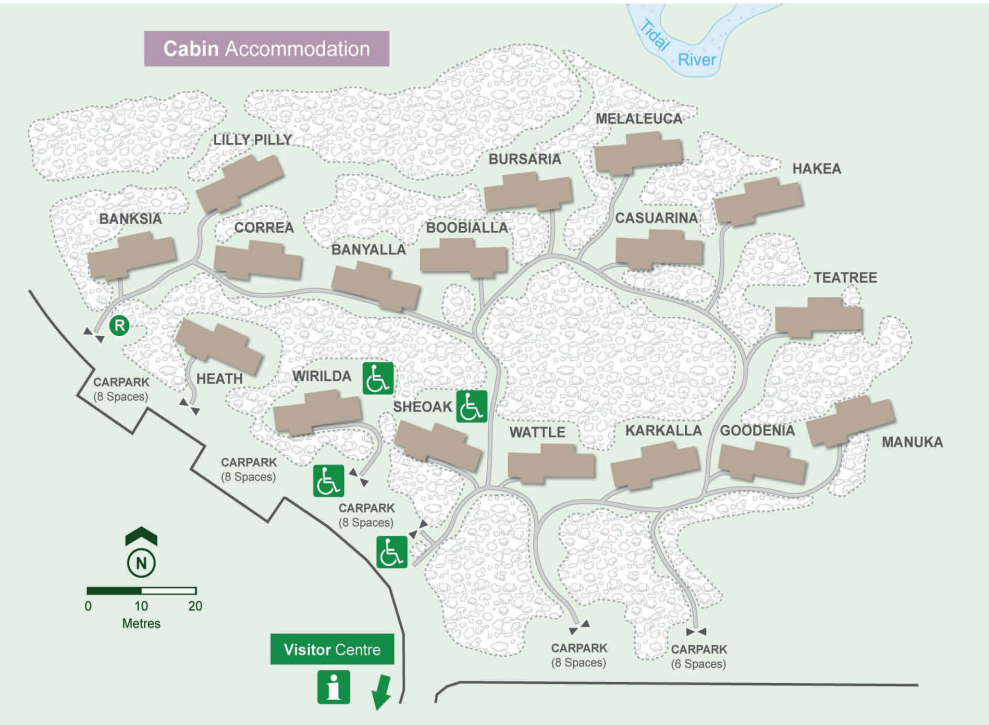 Cabin Accommodation
Tidal
River
MELALEUCA
LILLY PILLY
BURSARIA
HAKEA
BANKSIA
CORREA
BANYALLA
BOOBIALLA
CASUARINA
TEATREE
R
CARPARK
(8 Spaces)
HEATH
WIRILDA
SHEOAK
WATTLE
KARKALLA
GOODENIA
MANUKA
CARPARK
(8 Spaces)
CARPARK
(8 Spaces)
N
0 10 20
Metres
Visitor Centre
i
CARPARK
(8 Spaces)
CARPARK
(6 Spaces)